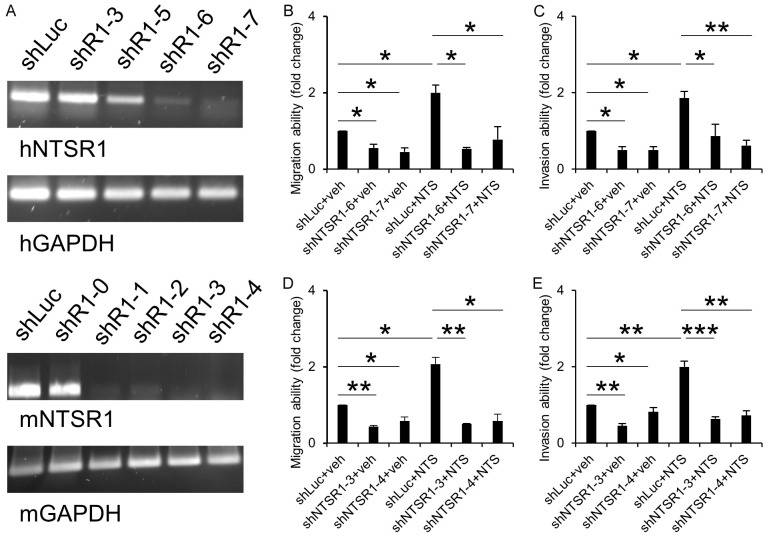 A
shLuc
shR1-3
shR1-5
shR1-6
shR1-7
hNTSR1
hGAPDH
shLuc
shR1-0
shR1-1
shR1-2
shR1-3
shR1-4
mNTSR1
mGAPDH
B
Migration ability (fold change)
4
2
0
*
*
*
*
*
shLuc+veh
shNTSR1-6+veh
shNTSR1-7+veh
shLuc+NTS
shNTSR1-6+NTS
shNTSR1-7+NTS
C
Invasion ability (fold change)
4
2
0
**
*
*
*
*
shLuc+veh
shNTSR1-6+veh
shNTSR1-7+veh
shLuc+NTS
shNTSR1-6+NTS
shNTSR1-7+NTS
D
Migration ability (fold change)
4
2
0
*
*
**
*
**
shLuc+veh
shNTSR1-3+veh
shNTSR1-4+veh
shLuc+NTS
shNTSR1-3+NTS
shNTSR1-4+NTS
E
Invasion ability (fold change)
4
2
0
**
**
***
*
**
shLuc+veh
shNTSR1-3+veh
shNTSR1-4+veh
shLuc+NTS
shNTSR1-3+NTS
shNTSR1-4+NTS